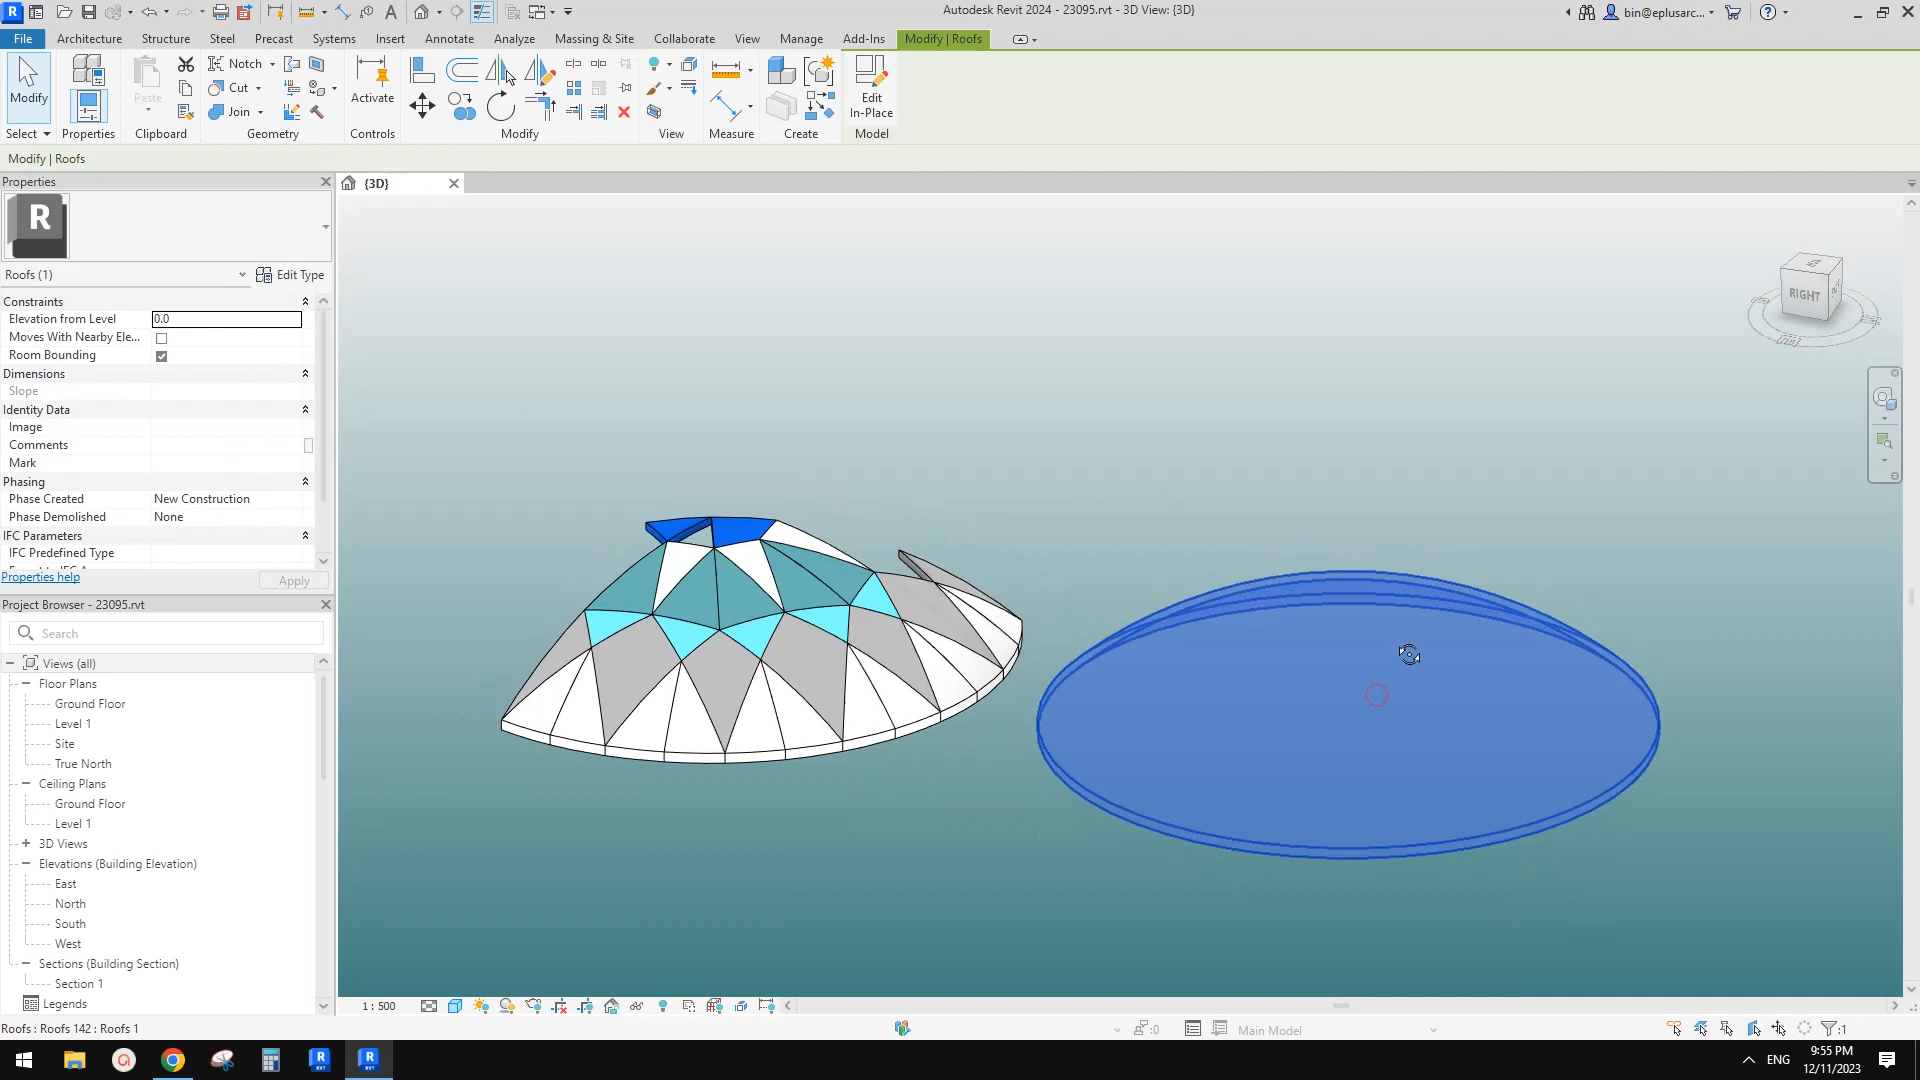 Autodesk Revit 2024 - 23095.rvt - 3D View: {3D}
bin@eplusarc...
File Architecture Structure Steel Precast Systems Insert Annotate Analyze Massing & Site Collaborate View Manage Add-Ins Modify | Roofs
Modify
Properties
Paste
Notch
Cut
Join
Activate
Edit
In-Place
Select Properties Clipboard Geometry Controls Modify View Measure Create Model
Modify | Roofs
Properties
{3D}
R
Roofs (1)
Edit Type
Constraints
Elevation from Level 0.0
Moves With Nearby Ele...
Room Bounding
Dimensions
Slope
Identity Data
Image
Comments
Mark
Phasing
Phase Created New Construction
Phase Demolished None
IFC Parameters
IFC Predefined Type
Properties help
Apply
RIGHT
Project Browser - 23095.rvt
Search
Views (all)
Floor Plans
Ground Floor
Level 1
Site
True North
Ceiling Plans
Ground Floor
Level 1
3D Views
Elevations (Building Elevation)
East
North
South
West
Sections (Building Section)
Section 1
Legends
1 : 500
Roofs : Roofs 142 : Roofs 1
:0
Main Model
:1
ENG
9:55 PM
12/11/2023